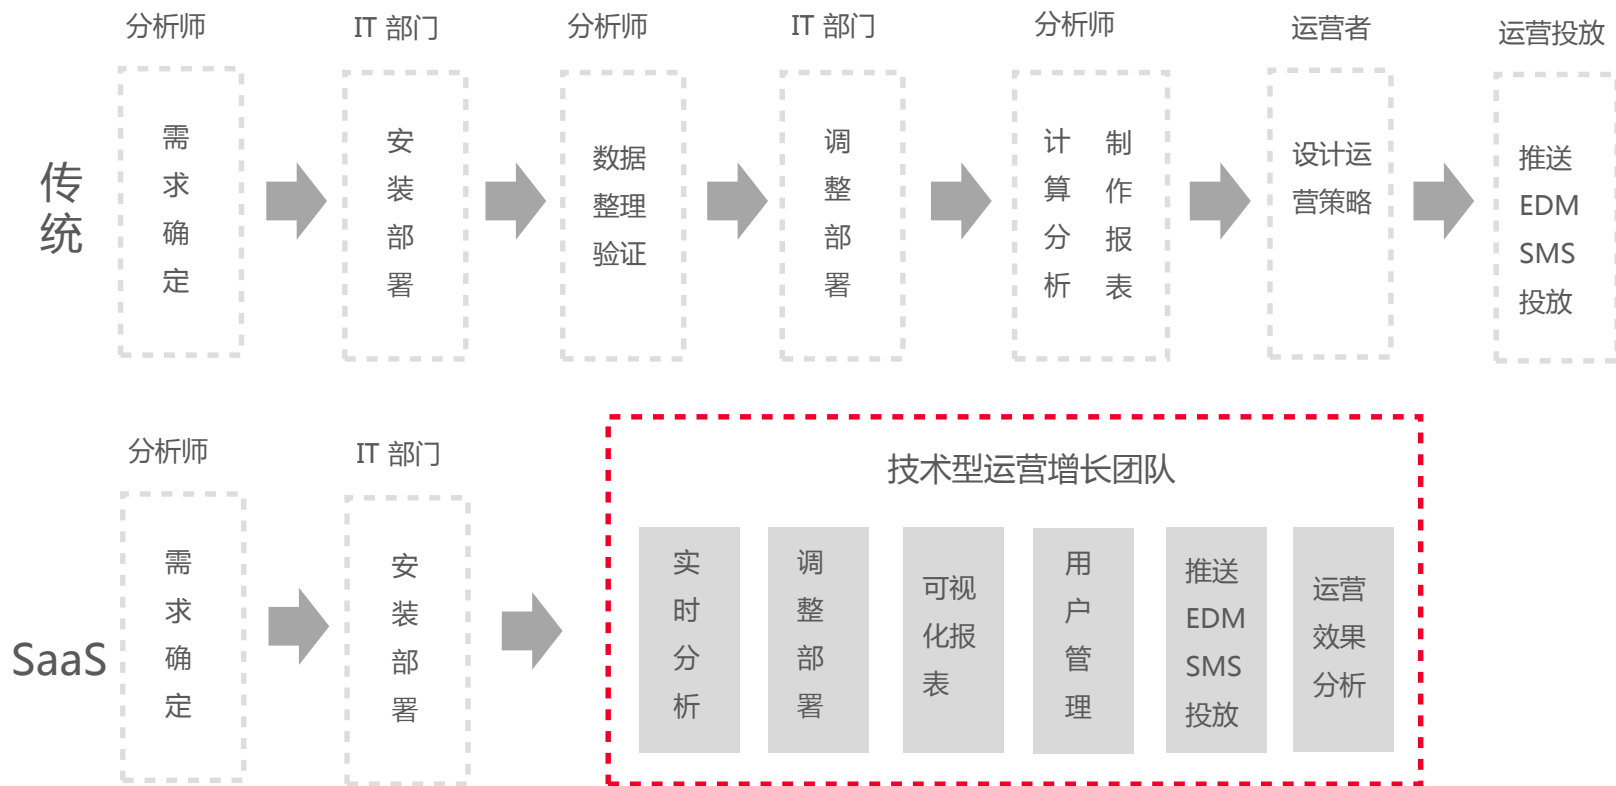 分析师
IT 部门
分析师
IT 部门
分析师
运营者
运营投放
传统
需求确定
安装部署
数据
整理
验证
调整部署
计算分析
制作报表
设计运
营策略
推送
EDM
SMS
投放
分析师
IT 部门
技术型运营增长团队
SaaS
需求确定
安装部署
实时分析
调整部署
可视
化报
表
用户管理
推送
EDM
SMS
投放
运营
效果
分析